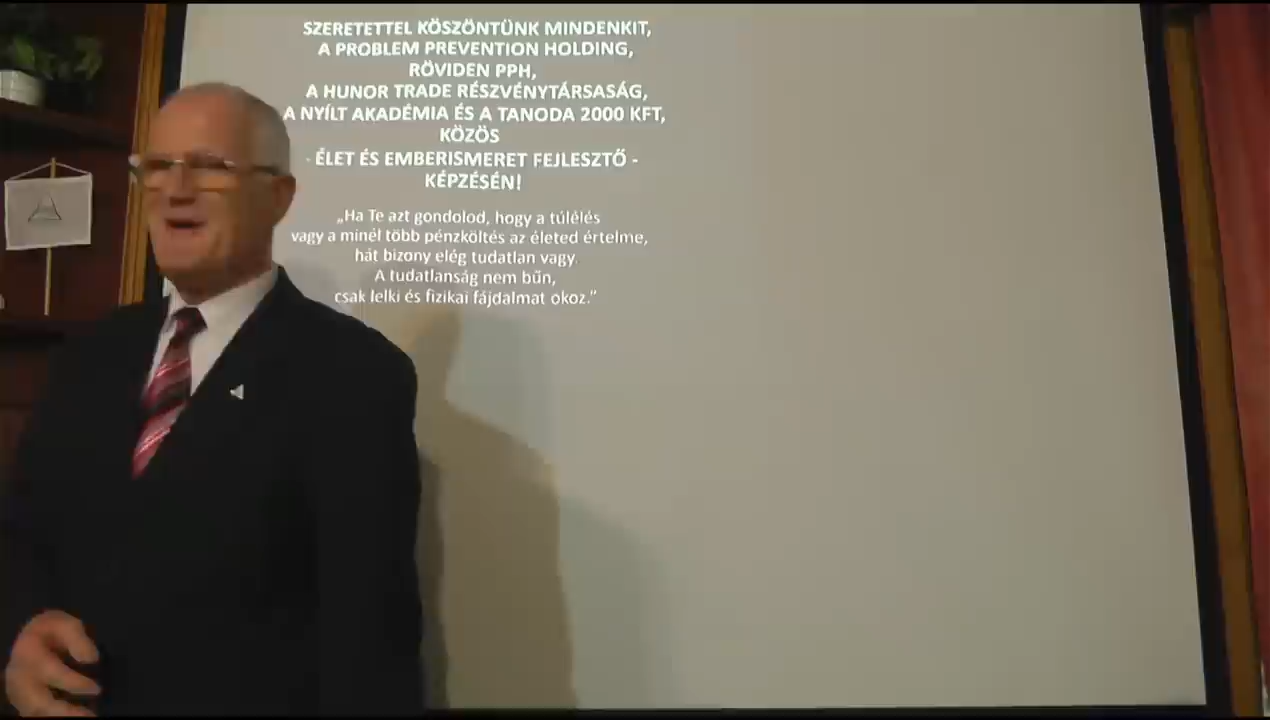 SZERETETTEL KÖSZÖNTÜNK MINDENKIT,
A PROBLEM PREVENTION HOLDING,
RÖVIDEN PPH,
A HUNOR TRADE RÉSZVÉNYTÁRSASÁG,
A NYÍLT AKADÉMIA ÉS A TANODA 2000 KFT,
KÖZÖS
- ÉLET ÉS EMBERISMERET FEJLESZTŐ -
KÉPZÉSÉN!
„Ha Te azt gondolod, hogy a túlélés
vagy a minél több pénzköltés az életed értelme,
hát bizony elég tudatlan vagy.
A tudatlanság nem bűn,
csak lelki és fizikai fájdalmat okoz.”